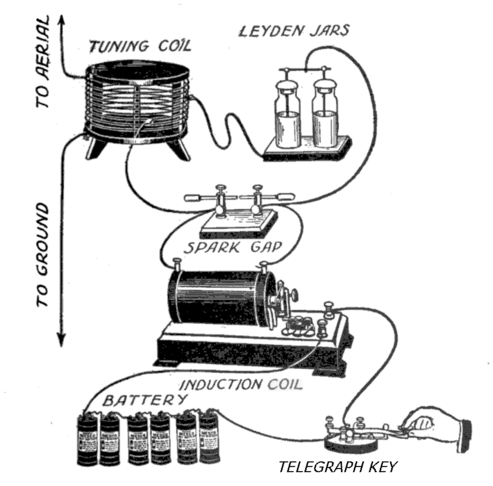 TO AERIAL
TUNING COIL
LEYDEN JARS
TO GROUND
SPARK GAP
INDUCTION COIL
BATTERY
TELEGRAPH KEY